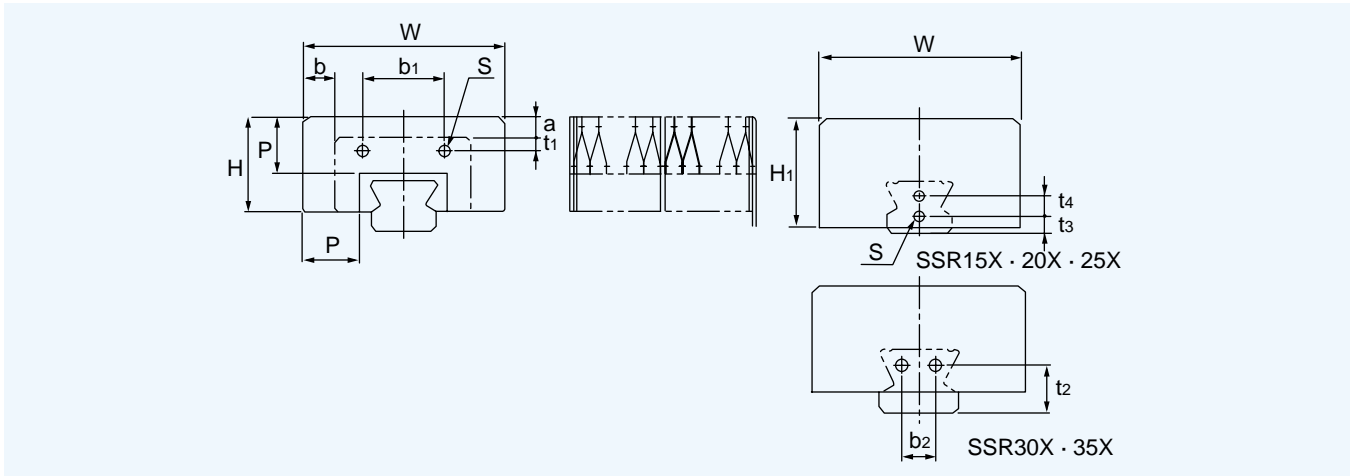 W
b
b1
S
a
t1
H
P
P
W
H1
t4
t3
S
SSR15X · 20X · 25X
t2
b2
SSR30X · 35X